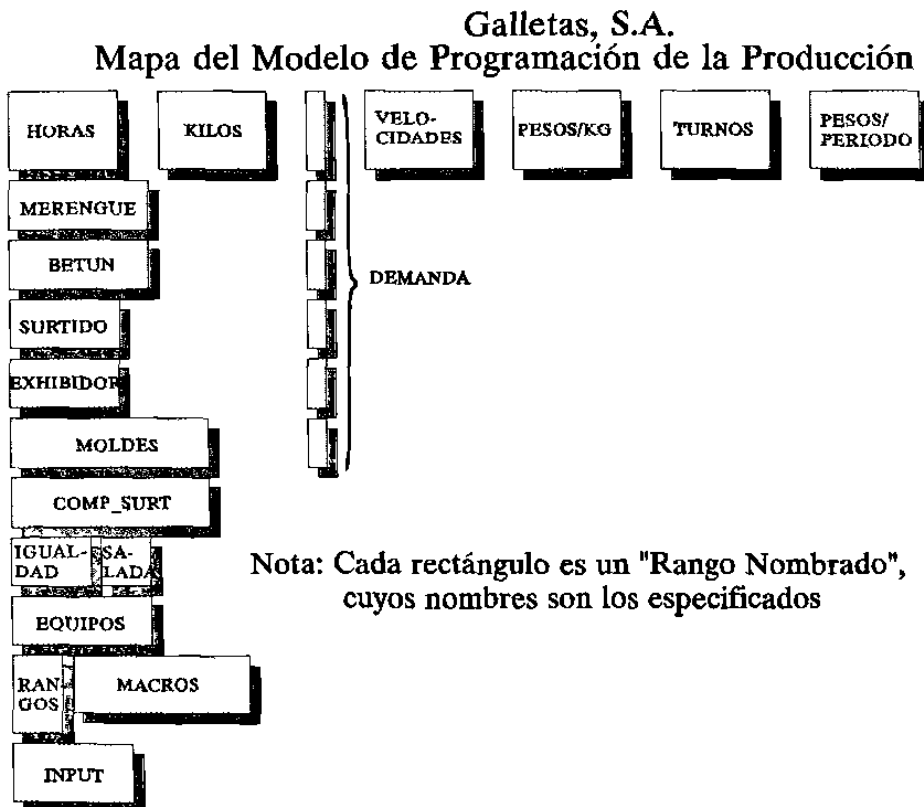 Galletas, S.A.
Mapa del Modelo de Programación de la Producción
HORAS
KILOS
VELO-
CIDADES
PESOS/KG
TURNOS
PESOS/
PERIODO
MERENGUE
BETUN
DEMANDA
SURTIDO
EXHIBIDOR
MOLDES
COMP_SURT
IGUAL-
DAD
SA-
LADA
Nota: Cada rectángulo es un "Rango Nombrado",
cuyos nombres son los especificados
EQUIPOS
RAN-
GOS
MACROS
INPUT